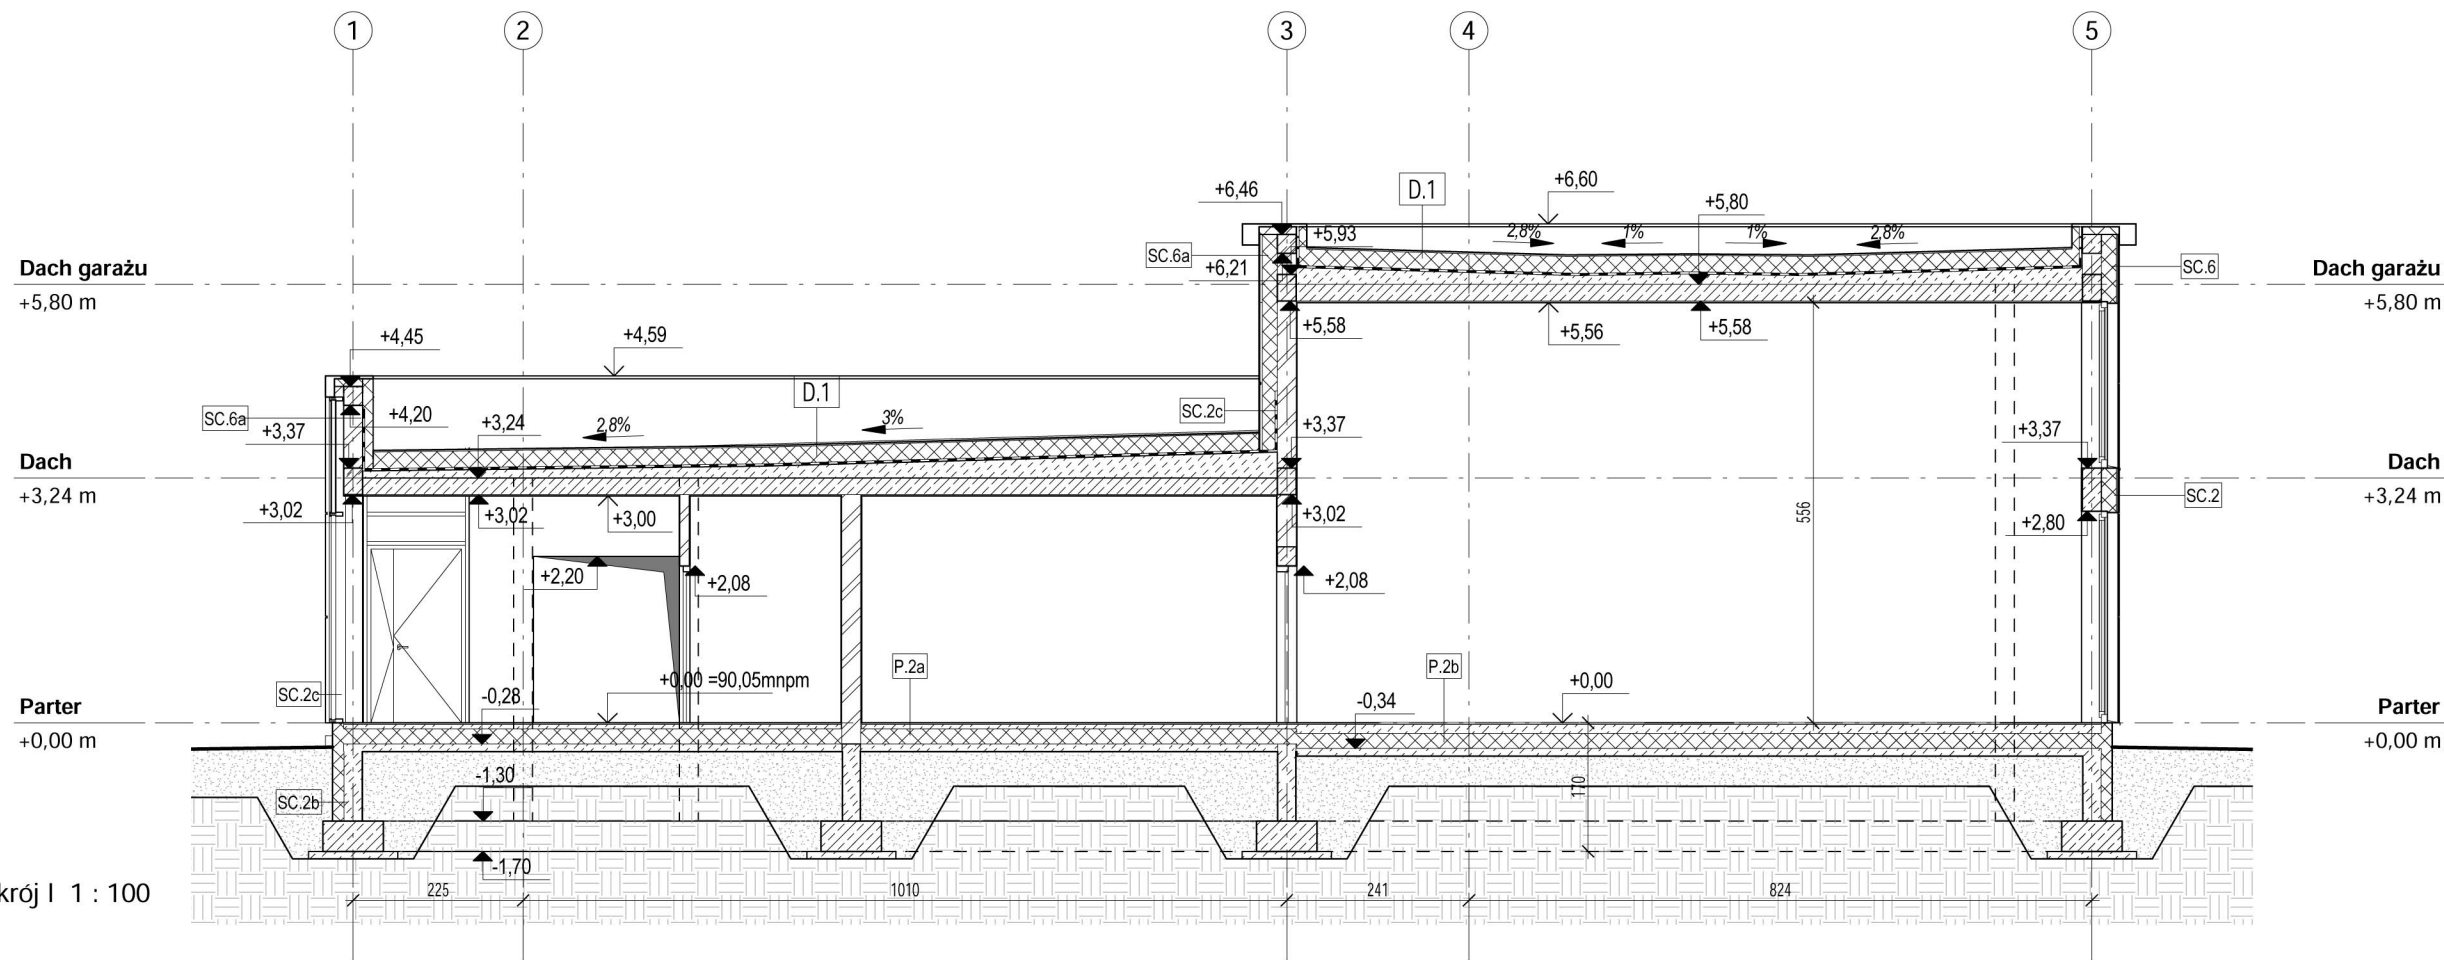 1 2 3 4 5
+6,60
+6,46
D.1
+5,80
+5,93 2,8% 1% 1% 2,8%
SC.6a
+6,21
SC.6
Dach garażu
+5,80 m
Dach garażu
+5,80 m
+5,58 +5,56 +5,58
+4,45 +4,59
D.1
SC.6a +4,20 +3,24 2,8% 3% SC.2c
+3,37 +3,37 +3,37
Dach
+3,24 m
Dach
+3,24 m
SC.2
+3,02 +3,02 +3,00 +3,02 556 +2,80
+2,20 +2,08 +2,08
P.2a P.2b
+0,00 =90,05mnpm +0,00
SC.2c -0,28 -0,34
Parter
+0,00 m
Parter
+0,00 m
-1,30
SC.2b 170
-1,70
krój I 1 : 100
225 1010 241 824